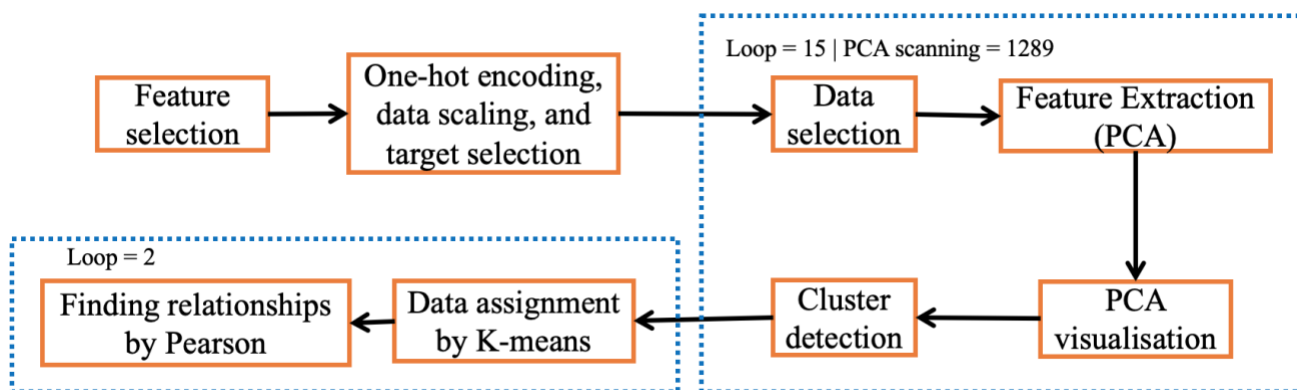 Loop = 15 | PCA scanning = 1289
Feature
selection
One-hot encoding,
data scaling, and
target selection
Data
selection
Feature Extraction
(PCA)
PCA
visualisation
Cluster
detection
Loop = 2
Data assignment
by K-means
Finding relationships
by Pearson